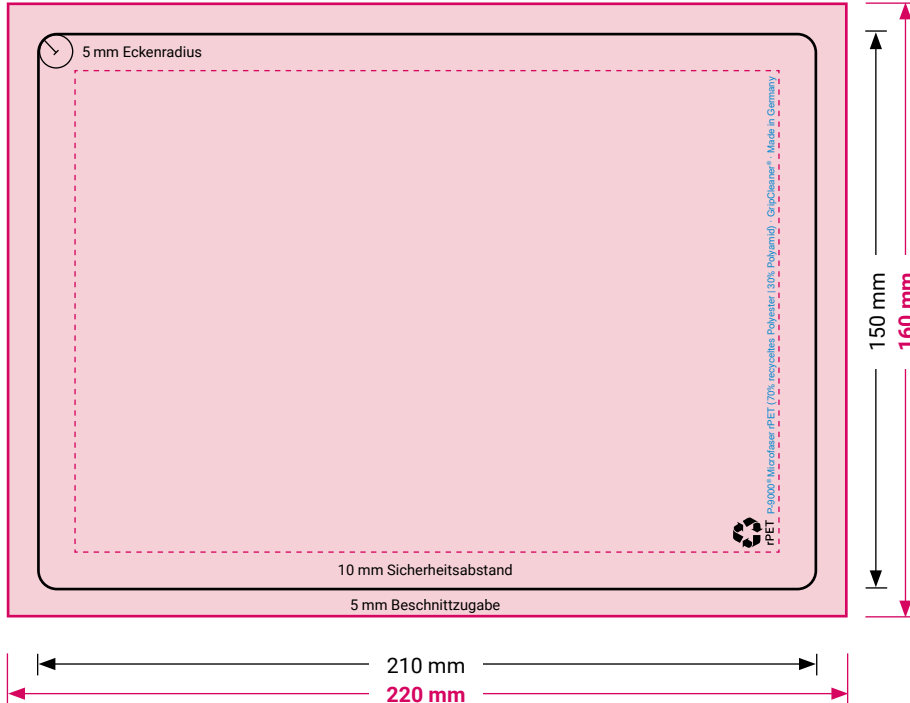 5 mm Eckenradius
P-9000® Microfaser rPET (70% recyceltes Polyester | 30% Polyamid) · GripCleaner® · Made in Germany
rPET
10 mm Sicherheitsabstand
5 mm Beschnittzugabe
150 mm
160 mm
210 mm
220 mm